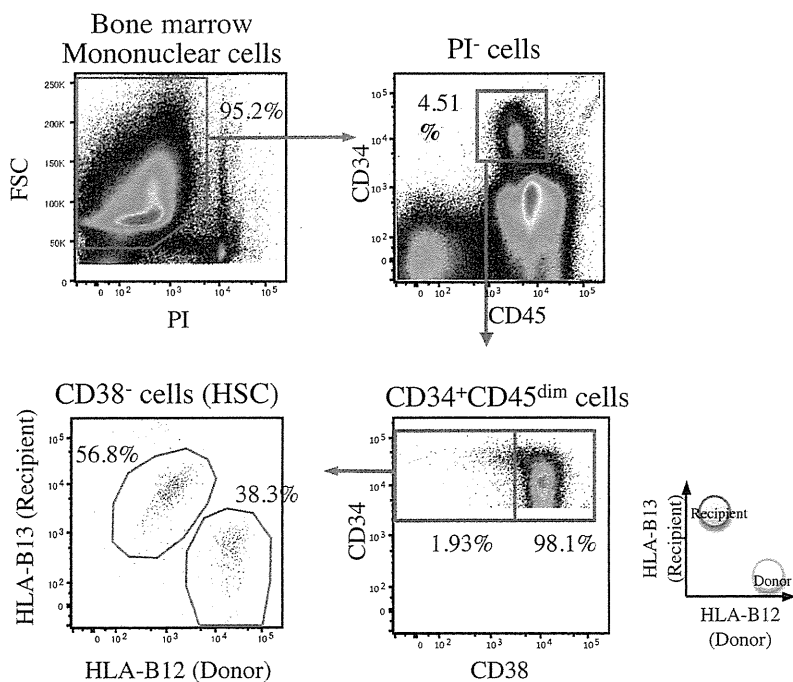 Bone marrow
Mononuclear cells
PI⁻ cells
250K
200K
150K
100K
50K
0
95.2%
FSC
0 10² 10³ 10⁴ 10⁵
PI
10⁵
10⁴
10³
10²
0
4.51
%
CD34
0 10² 10³ 10⁴ 10⁵
CD45
CD38⁻ cells (HSC)
CD34⁺CD45ᵈⁱᵐ cells
10⁵
10⁴
10³
10²
0
56.8%
38.3%
HLA-B13 (Recipient)
0 10² 10³ 10⁴ 10⁵
HLA-B12 (Donor)
10⁵
10⁴
10³
10²
0
1.93%
98.1%
CD34
0 10² 10³ 10⁴ 10⁵
CD38
HLA-B13
(Recipient)
Recipient
Donor
HLA-B12
(Donor)